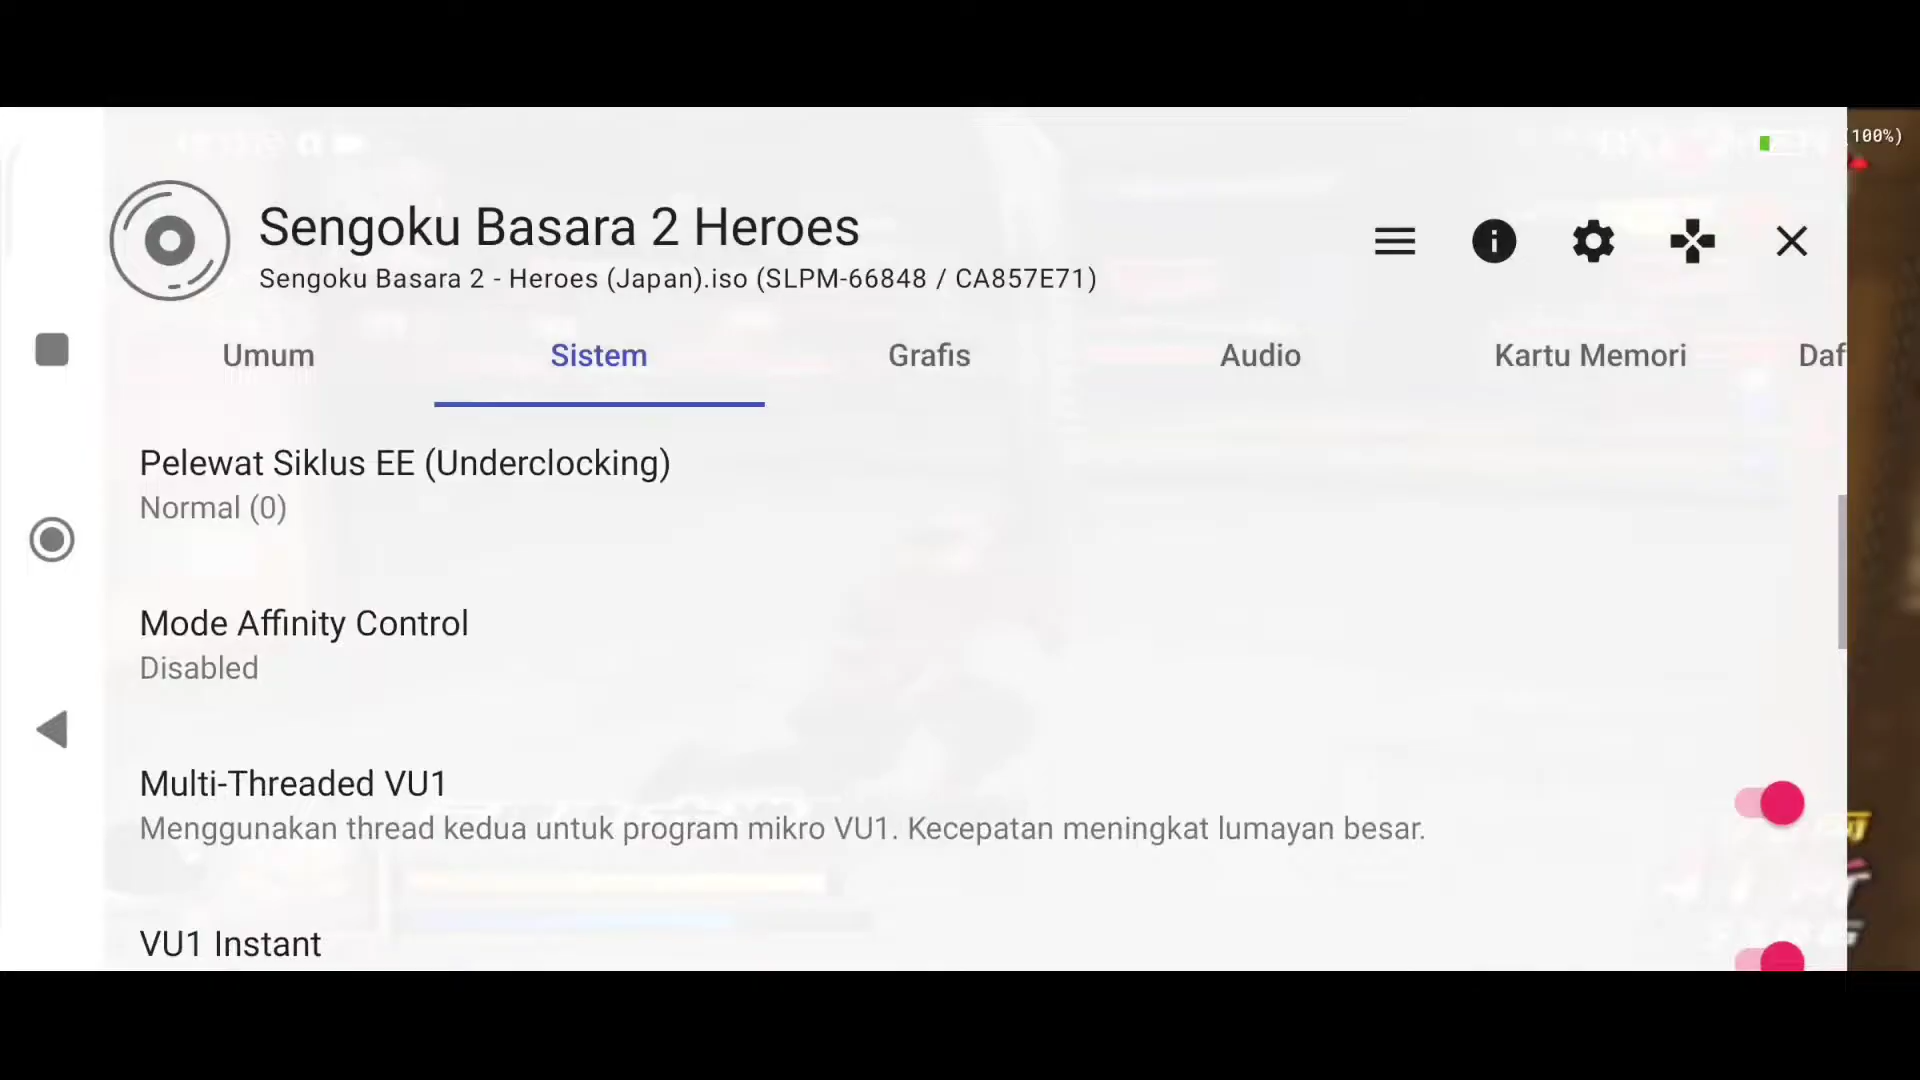 (100%)
Sengoku Basara 2 Heroes
Sengoku Basara 2 - Heroes (Japan).iso (SLPM-66848 / CA857E71)
Umum Sistem Grafis Audio Kartu Memori Daf
Pelewat Siklus EE (Underclocking)
Normal (0)
Mode Affinity Control
Disabled
Multi-Threaded VU1
Menggunakan thread kedua untuk program mikro VU1. Kecepatan meningkat lumayan besar.
VU1 Instant